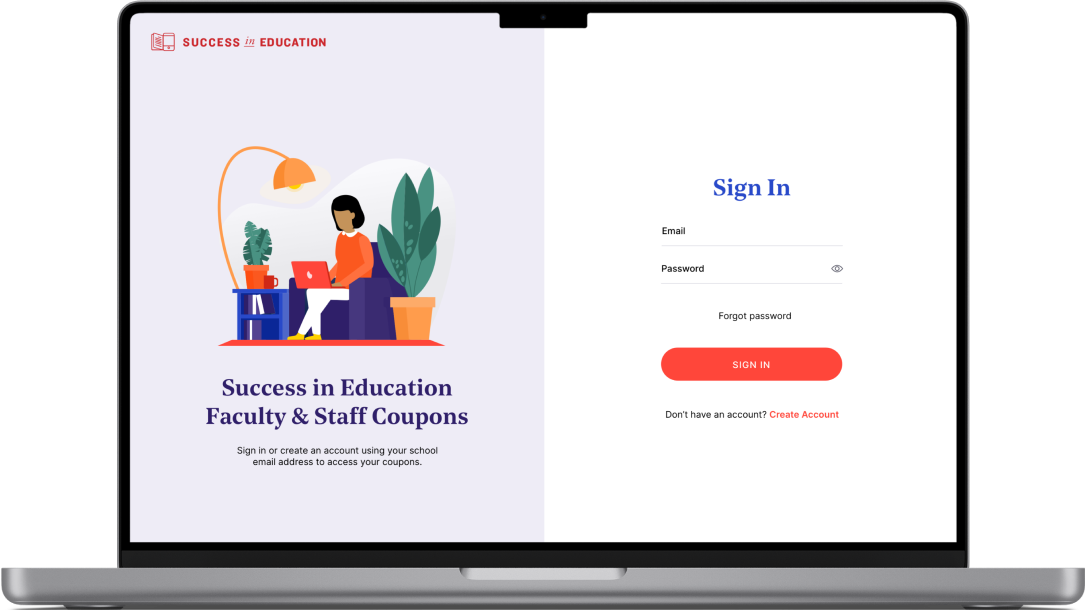 SUCCESS in EDUCATION
Success in Education
Faculty & Staff Coupons
Sign in or create an account using your school
email address to access your coupons.
Sign In
Email
Password
Forgot password
SIGN IN
Don't have an account? Create Account